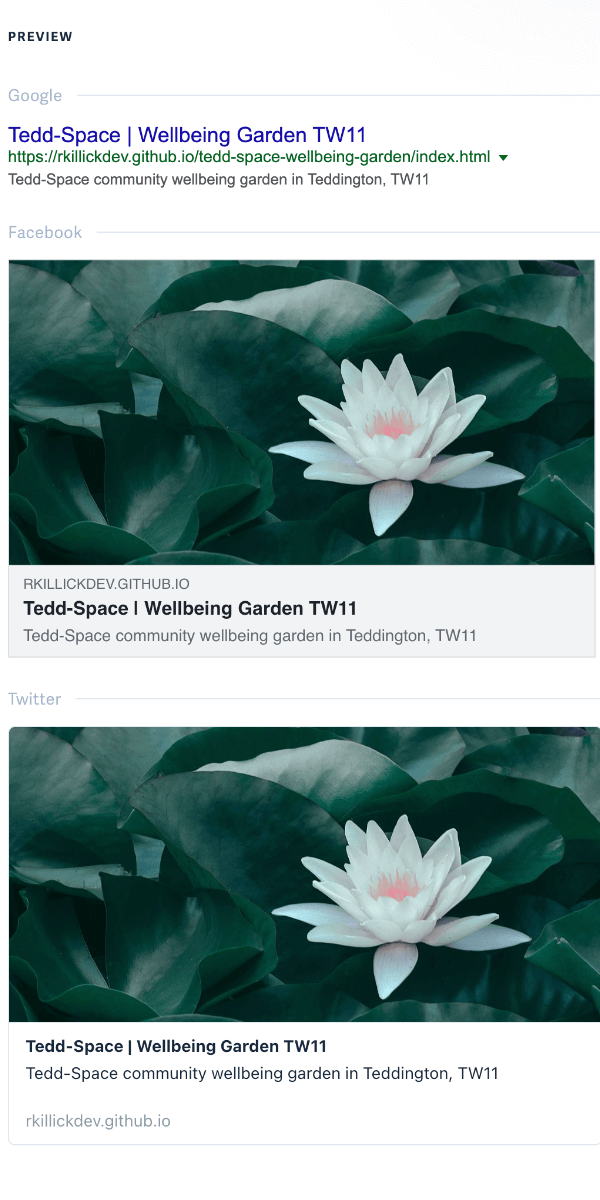 PREVIEW
Google
Tedd-Space | Wellbeing Garden TW11
https://rkillickdev.github.io/tedd-space-wellbeing-garden/index.html
Tedd-Space community wellbeing garden in Teddington, TW11
Facebook
RKILLICKDEV.GITHUB.IO
Tedd-Space | Wellbeing Garden TW11
Tedd-Space community wellbeing garden in Teddington, TW11
Twitter
Tedd-Space | Wellbeing Garden TW11
Tedd-Space community wellbeing garden in Teddington, TW11
rkillickdev.github.io